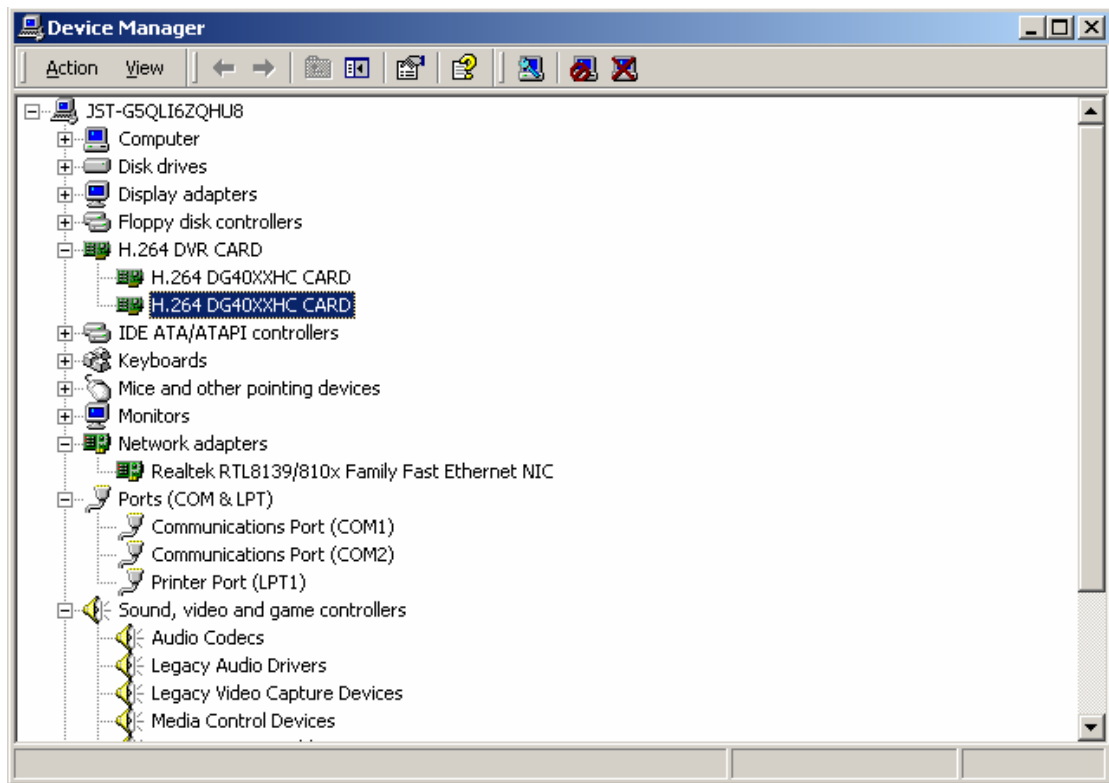 Device Manager
Action View
JST-G5QLI6ZQHU8
Computer
Disk drives
Display adapters
Floppy disk controllers
H.264 DVR CARD
H.264 DG40XXHC CARD
H.264 DG40XXHC CARD
IDE ATA/ATAPI controllers
Keyboards
Mice and other pointing devices
Monitors
Network adapters
Realtek RTL8139/810x Family Fast Ethernet NIC
Ports (COM & LPT)
Communications Port (COM1)
Communications Port (COM2)
Printer Port (LPT1)
Sound, video and game controllers
Audio Codecs
Legacy Audio Drivers
Legacy Video Capture Devices
Media Control Devices